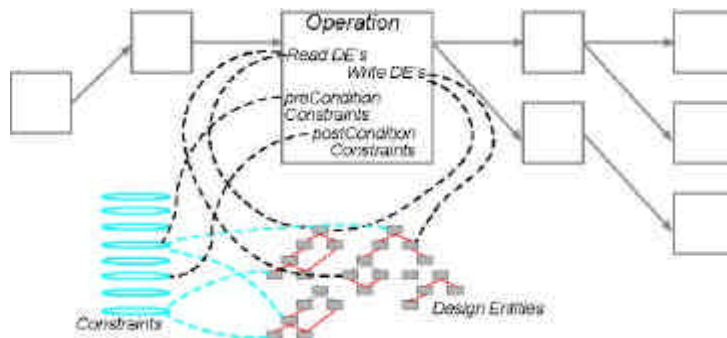 Operation
Read DE's
Write DE's
preCondition
Constraints
postCondition
Constraints
Constraints
Design Entities